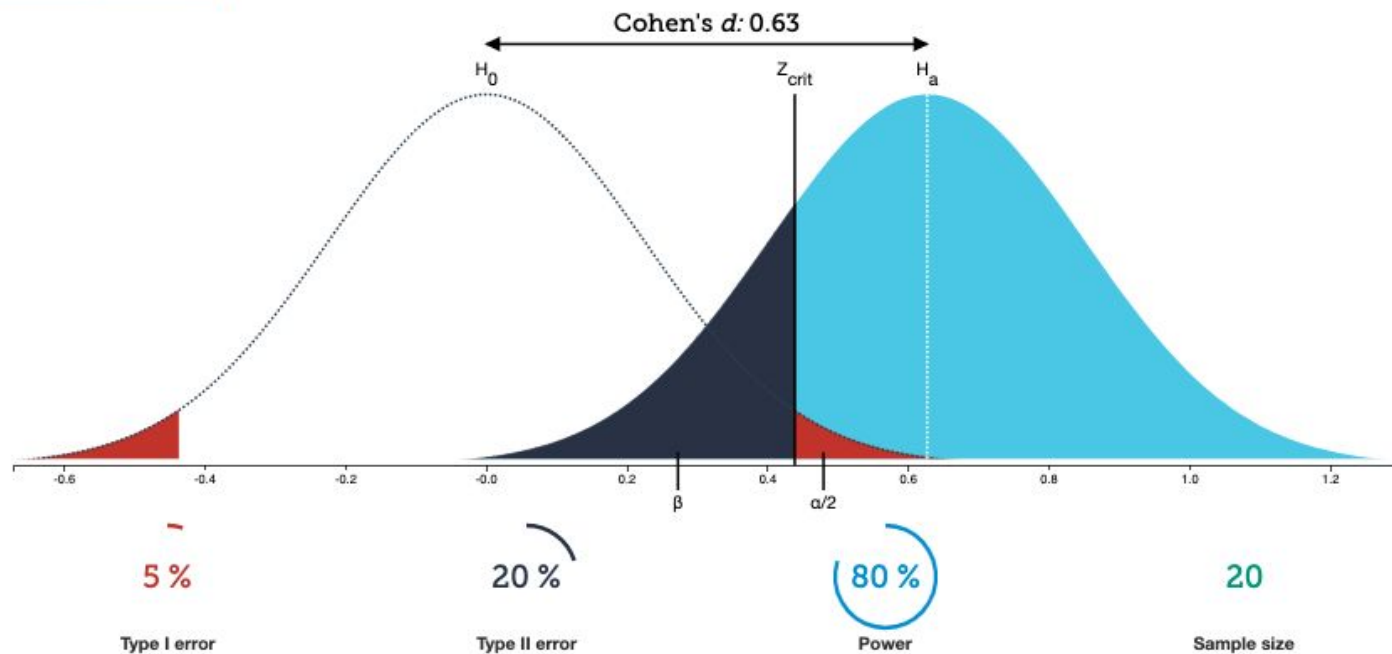 Cohen's d: 0.63
H0 Zcrit Ha
-0.6 -0.4 -0.2 -0.0 0.2 0.4 0.6 0.8 1.0 1.2
β α/2
5 % 20 % 80 % 20
Type I error Type II error Power Sample size